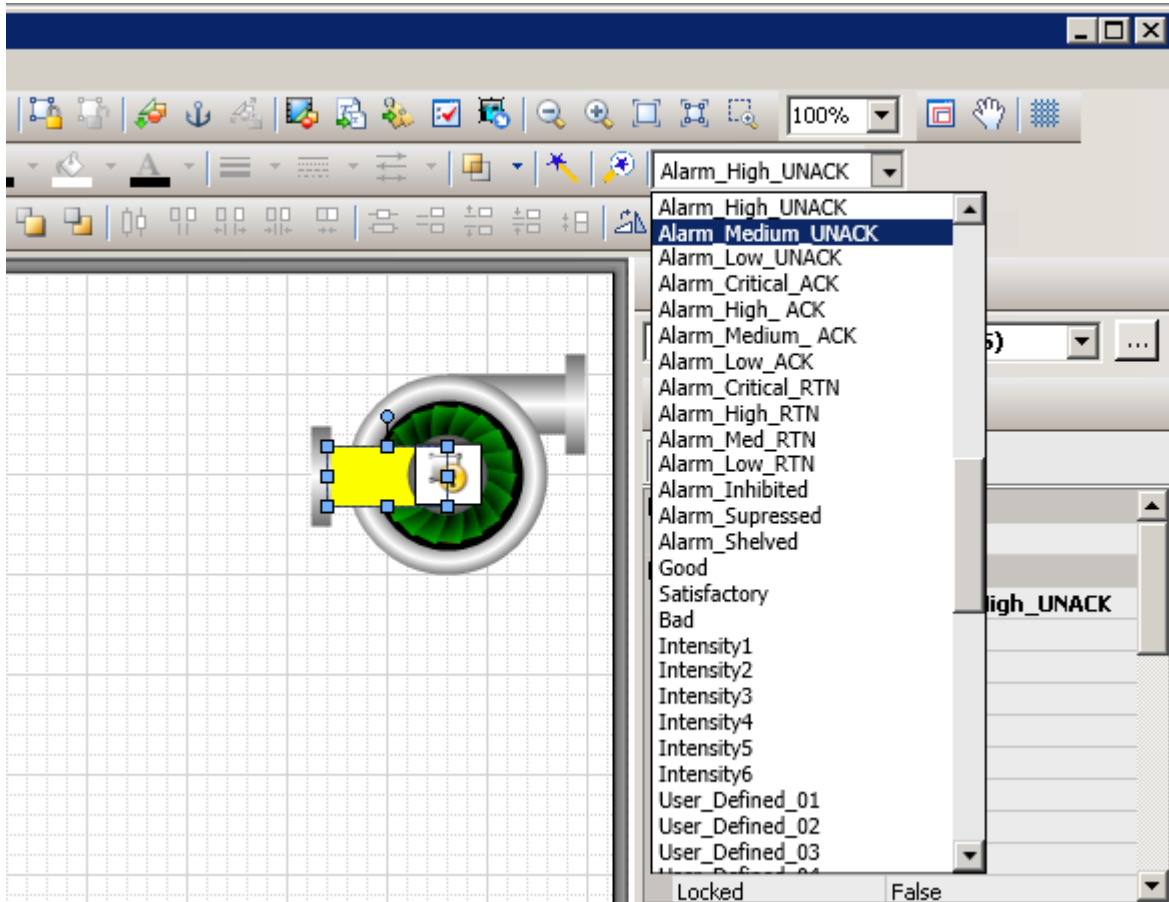 100%
A
Alarm_High_UNACK
Alarm_High_UNACK
Alarm_Medium_UNACK
Alarm_Low_UNACK
Alarm_Critical_ACK
Alarm_High_ ACK
Alarm_Medium_ ACK
Alarm_Low_ACK
Alarm_Critical_RTN
Alarm_High_RTN
Alarm_Med_RTN
Alarm_Low_RTN
Alarm_Inhibited
Alarm_Supressed
Alarm_Shelved
Good
Satisfactory
Bad
Intensity1
Intensity2
Intensity3
Intensity4
Intensity5
Intensity6
User_Defined_01
User_Defined_02
User_Defined_03
)
...
High_UNACK
Locked False